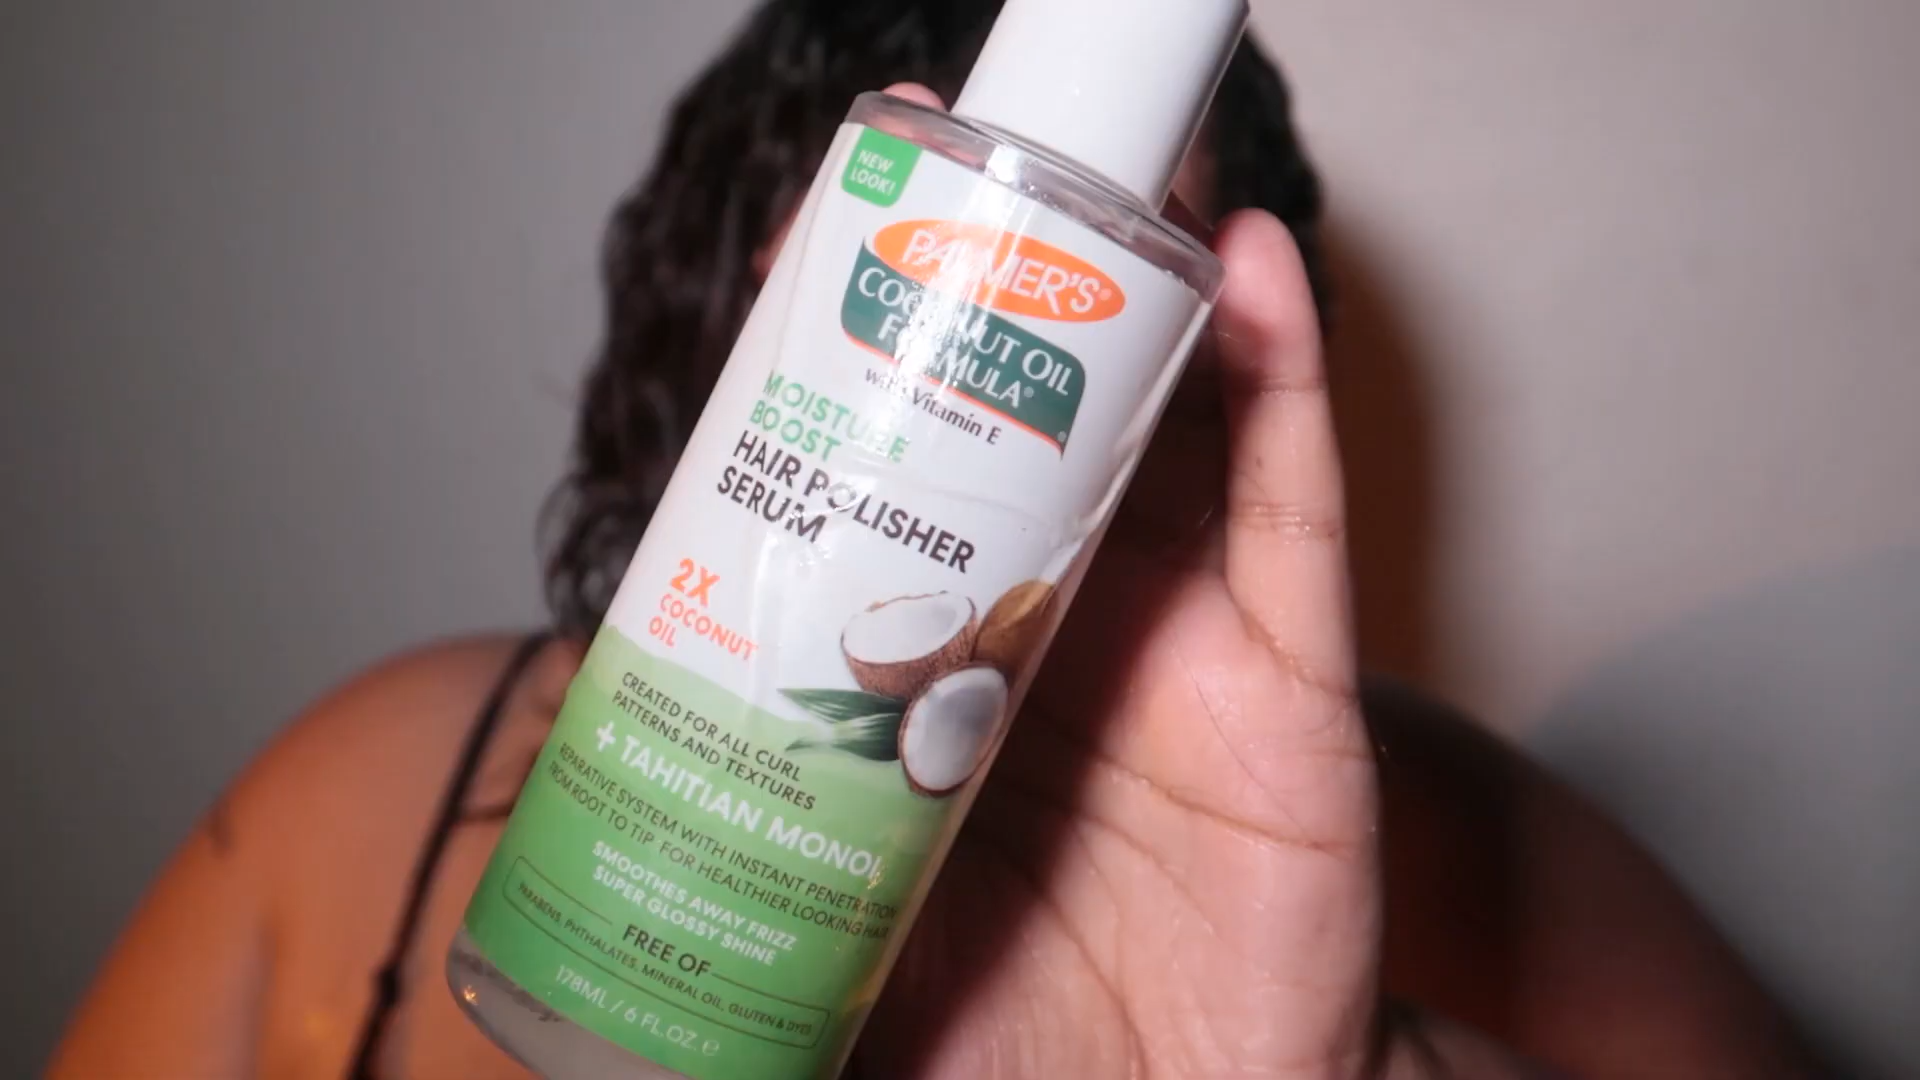 NEW
LOOK!
PALMER'S®
COCONUT OIL
FORMULA®
with Vitamin E
MOISTURE
BOOST
HAIR POLISHER
SERUM
2X
COCONUT
OIL
CREATED FOR ALL CURL
PATTERNS AND TEXTURES
+ TAHITIAN MONOI
REPARATIVE SYSTEM WITH INSTANT PENETRATION
FROM ROOT TO TIP FOR HEALTHIER LOOKING HAIR
SMOOTHES AWAY FRIZZ
SUPER GLOSSY SHINE
FREE OF
PARABENS, PHTHALATES, MINERAL OIL, GLUTEN & DYES
178ML / 6 FL.OZ. ℮